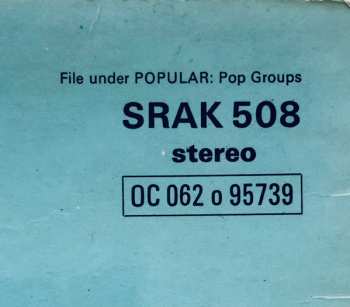 File under POPULAR: Pop Groups
SRAK 508
stereo
OC 062 o 95739